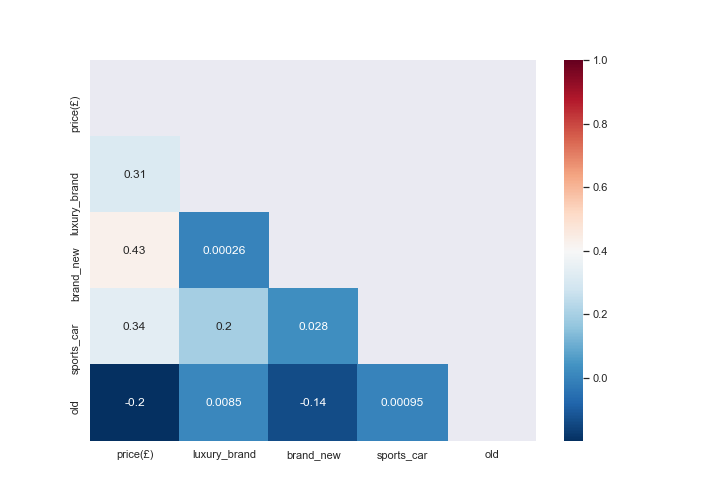 price(£)
luxury_brand
brand_new
sports_car
old
0.31
0.43 0.00026
0.34 0.2 0.028
-0.2 0.0085 -0.14 0.00095
price(£) luxury_brand brand_new sports_car old
1.0
0.8
0.6
0.4
0.2
0.0